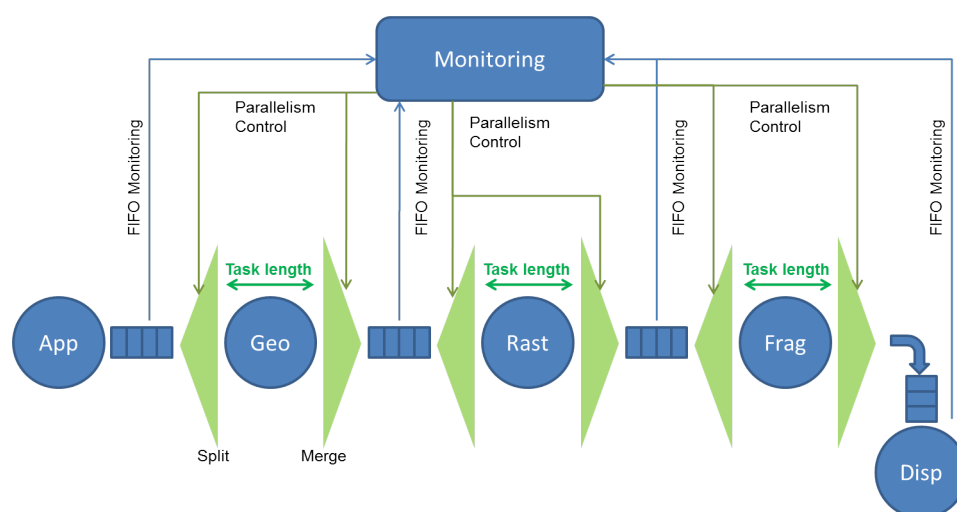 Monitoring
Parallelism
Control
Parallelism
Control
Parallelism
Control
FIFO Monitoring
FIFO Monitoring
FIFO Monitoring
FIFO Monitoring
Task length
Task length
Task length
App
Geo
Rast
Frag
Split
Merge
Disp